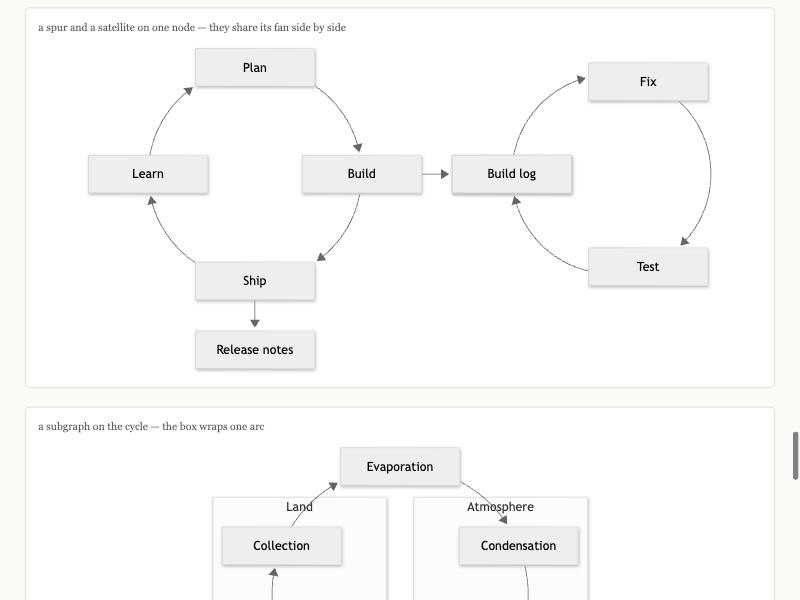 a spur and a satellite on one node — they share its fan side by side
Plan
Fix
Learn
Build
Build log
Ship
Test
Release notes
a subgraph on the cycle — the box wraps one arc
Evaporation
Land
Atmosphere
Collection
Condensation